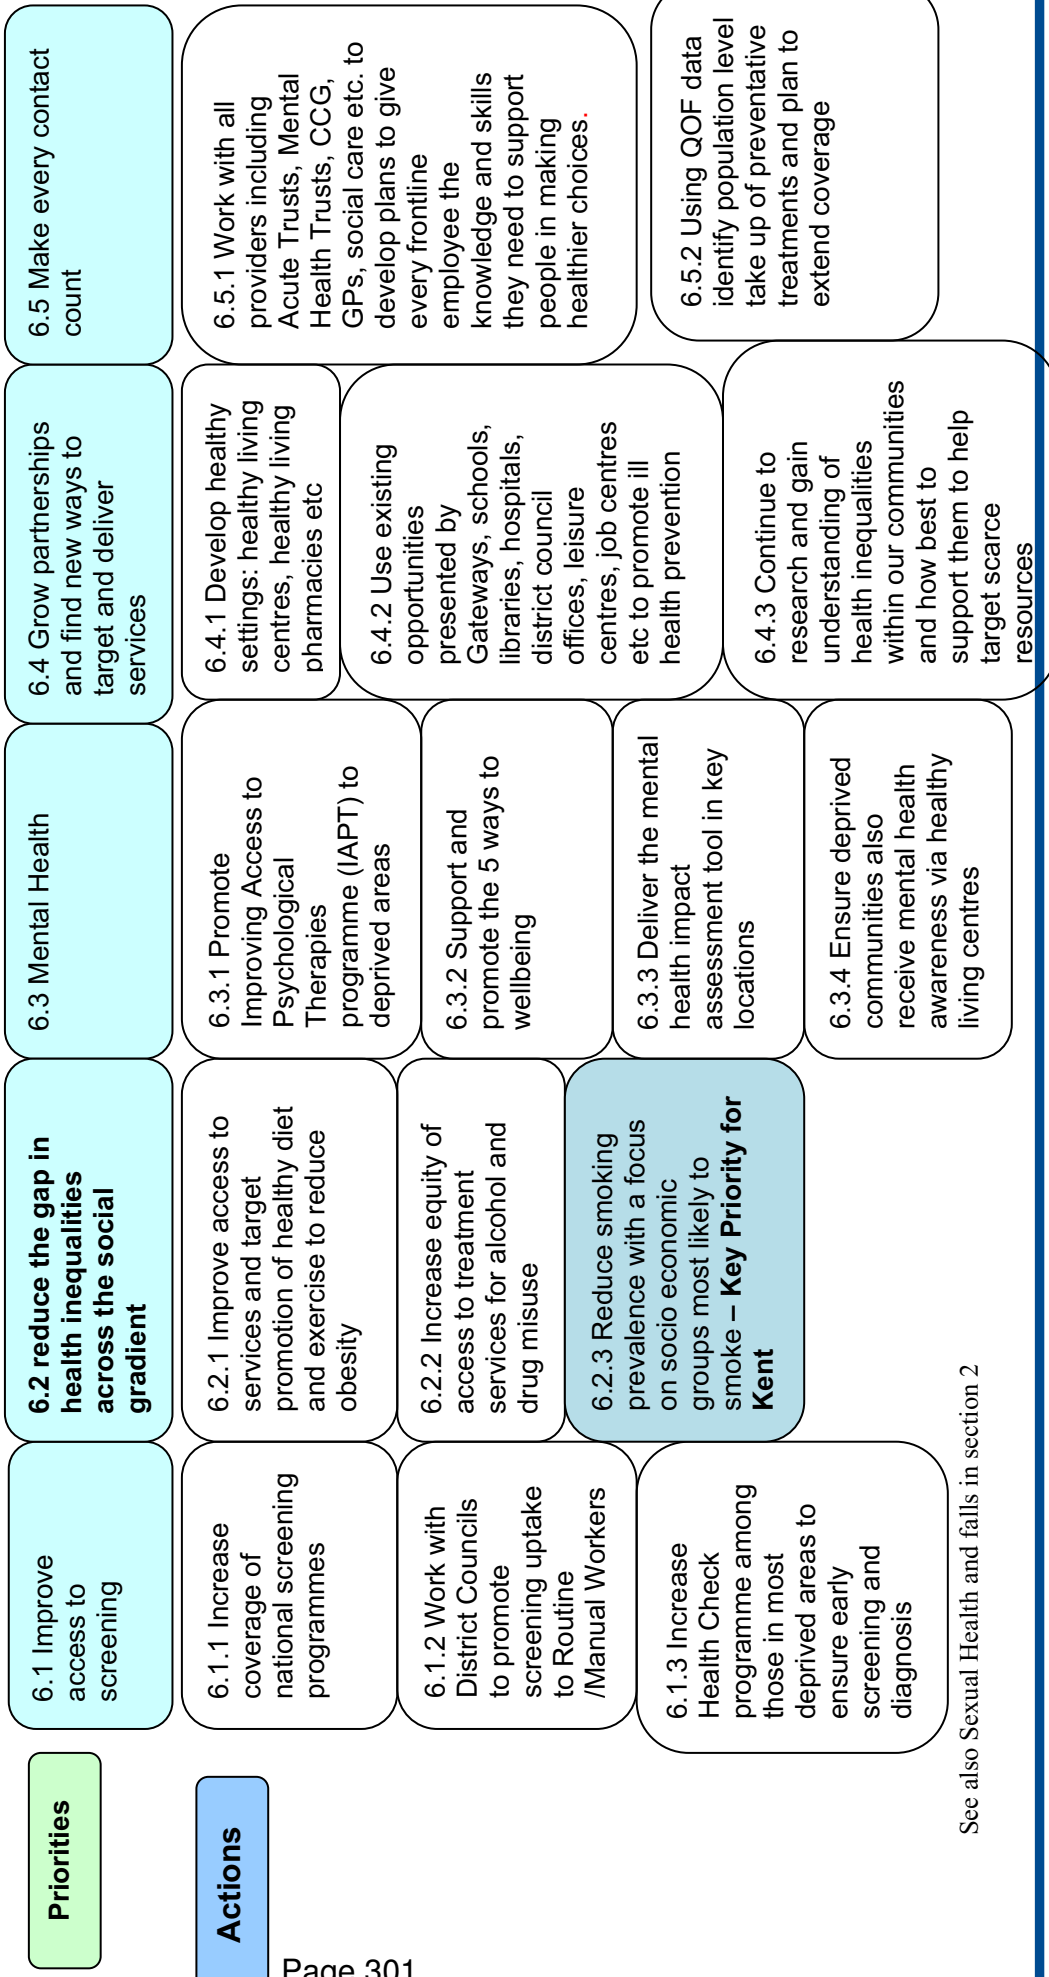 Priorities
6.1 Improve
access to
screening
6.2 reduce the gap in
health inequalities
across the social
gradient
6.3 Mental Health
6.4 Grow partnerships
and find new ways to
target and deliver
services
6.5 Make every contact
count
Actions
6.1.1 Increase
coverage of
national screening
programmes
6.1.2 Work with
District Councils
to promote
screening uptake
to Routine
/Manual Workers
6.1.3 Increase
Health Check
programme among
those in most
deprived areas to
ensure early
screening and
diagnosis
6.2.1 Improve access to
services and target
promotion of healthy diet
and exercise to reduce
obesity
6.2.2 Increase equity of
access to treatment
services for alcohol and
drug misuse
6.2.3 Reduce smoking
prevalence with a focus
on socio economic
groups most likely to
smoke – Key Priority for
Kent
6.3.1 Promote
Improving Access to
Psychological
Therapies
programme (IAPT) to
deprived areas
6.3.2 Support and
promote the 5 ways to
wellbeing
6.3.3 Deliver the mental
health impact
assessment tool in key
locations
6.3.4 Ensure deprived
communities also
receive mental health
awareness via healthy
living centres
6.4.1 Develop healthy
settings: healthy living
centres, healthy living
pharmacies etc
6.4.2 Use existing
opportunities
presented by
Gateways, schools,
libraries, hospitals,
district council
offices, leisure
centres, job centres
etc to promote ill
health prevention
6.4.3 Continue to
research and gain
understanding of
health inequalities
within our communities
and how best to
support them to help
target scarce
resources
6.5.1 Work with all
providers including
Acute Trusts, Mental
Health Trusts, CCG,
GPs, social care etc. to
develop plans to give
every frontline
employee the
knowledge and skills
they need to support
people in making
healthier choices.
6.5.2 Using QOF data
identify population level
take up of preventative
treatments and plan to
extend coverage
See also Sexual Health and falls in section 2
Page 301